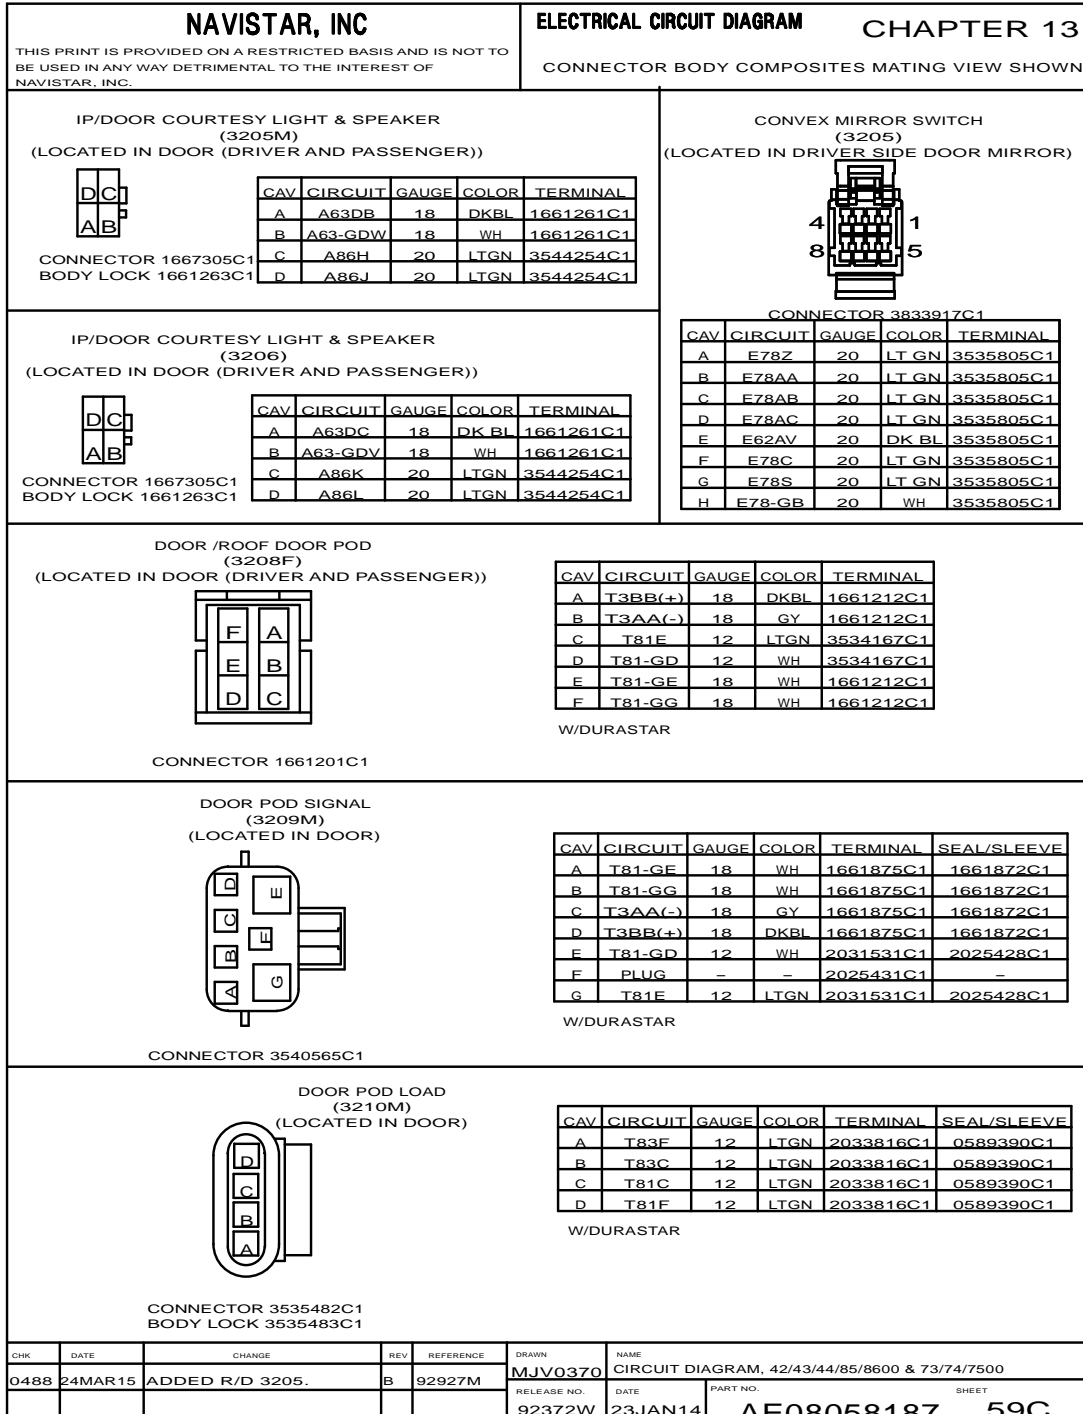 NAVISTAR, INC
THIS PRINT IS PROVIDED ON A RESTRICTED BASIS AND IS NOT TO
BE USED IN ANY WAY DETRIMENTAL TO THE INTEREST OF
NAVISTAR, INC.
ELECTRICAL CIRCUIT DIAGRAM CHAPTER 13
CONNECTOR BODY COMPOSITES MATING VIEW SHOWN
IP/DOOR COURTESY LIGHT & SPEAKER
(3205M)
(LOCATED IN DOOR (DRIVER AND PASSENGER))
D C
A B
CONNECTOR 1667305C1
BODY LOCK 1661263C1
CAV CIRCUIT GAUGE COLOR TERMINAL
A A63DB 18 DKBL 1661261C1
B A63-GDW 18 WH 1661261C1
C A86H 20 LTGN 3544254C1
D A86J 20 LTGN 3544254C1
CONVEX MIRROR SWITCH
(3205)
(LOCATED IN DRIVER SIDE DOOR MIRROR)
4 1
8 5
CONNECTOR 3833917C1
CAV CIRCUIT GAUGE COLOR TERMINAL
A E78Z 20 LT GN 3535805C1
B E78AA 20 LT GN 3535805C1
C E78AB 20 LT GN 3535805C1
D E78AC 20 LT GN 3535805C1
E E62AV 20 DK BL 3535805C1
F E78C 20 LT GN 3535805C1
G E78S 20 LT GN 3535805C1
H E78-GB 20 WH 3535805C1
IP/DOOR COURTESY LIGHT & SPEAKER
(3206)
(LOCATED IN DOOR (DRIVER AND PASSENGER))
D C
A B
CONNECTOR 1667305C1
BODY LOCK 1661263C1
CAV CIRCUIT GAUGE COLOR TERMINAL
A A63DC 18 DK BL 1661261C1
B A63-GDV 18 WH 1661261C1
C A86K 20 LTGN 3544254C1
D A86L 20 LTGN 3544254C1
DOOR /ROOF DOOR POD
(3208F)
(LOCATED IN DOOR (DRIVER AND PASSENGER))
F A
E B
D C
CONNECTOR 1661201C1
CAV CIRCUIT GAUGE COLOR TERMINAL
A T3BB(+) 18 DKBL 1661212C1
B T3AA(-) 18 GY 1661212C1
C T81E 12 LTGN 3534167C1
D T81-GD 12 WH 3534167C1
E T81-GE 18 WH 1661212C1
F T81-GG 18 WH 1661212C1
W/DURASTAR
DOOR POD SIGNAL
(3209M)
(LOCATED IN DOOR)
D E
C F
B
A G
CONNECTOR 3540565C1
CAV CIRCUIT GAUGE COLOR TERMINAL SEAL/SLEEVE
A T81-GE 18 WH 1661875C1 1661872C1
B T81-GG 18 WH 1661875C1 1661872C1
C T3AA(-) 18 GY 1661875C1 1661872C1
D T3BB(+) 18 DKBL 1661875C1 1661872C1
E T81-GD 12 WH 2031531C1 2025428C1
F PLUG – – 2025431C1 –
G T81E 12 LTGN 2031531C1 2025428C1
W/DURASTAR
DOOR POD LOAD
(3210M)
(LOCATED IN DOOR)
D
C
B
A
CONNECTOR 3535482C1
BODY LOCK 3535483C1
CAV CIRCUIT GAUGE COLOR TERMINAL SEAL/SLEEVE
A T83F 12 LTGN 2033816C1 0589390C1
B T83C 12 LTGN 2033816C1 0589390C1
C T81C 12 LTGN 2033816C1 0589390C1
D T81F 12 LTGN 2033816C1 0589390C1
W/DURASTAR
CHK DATE CHANGE REV REFERENCE
0488 24MAR15 ADDED R/D 3205. B 92927M
DRAWN
MJV0370
NAME
CIRCUIT DIAGRAM, 42/43/44/85/8600 & 73/74/7500
RELEASE NO. DATE PART NO. SHEET
92372W 23JAN14 AE08058187 59C